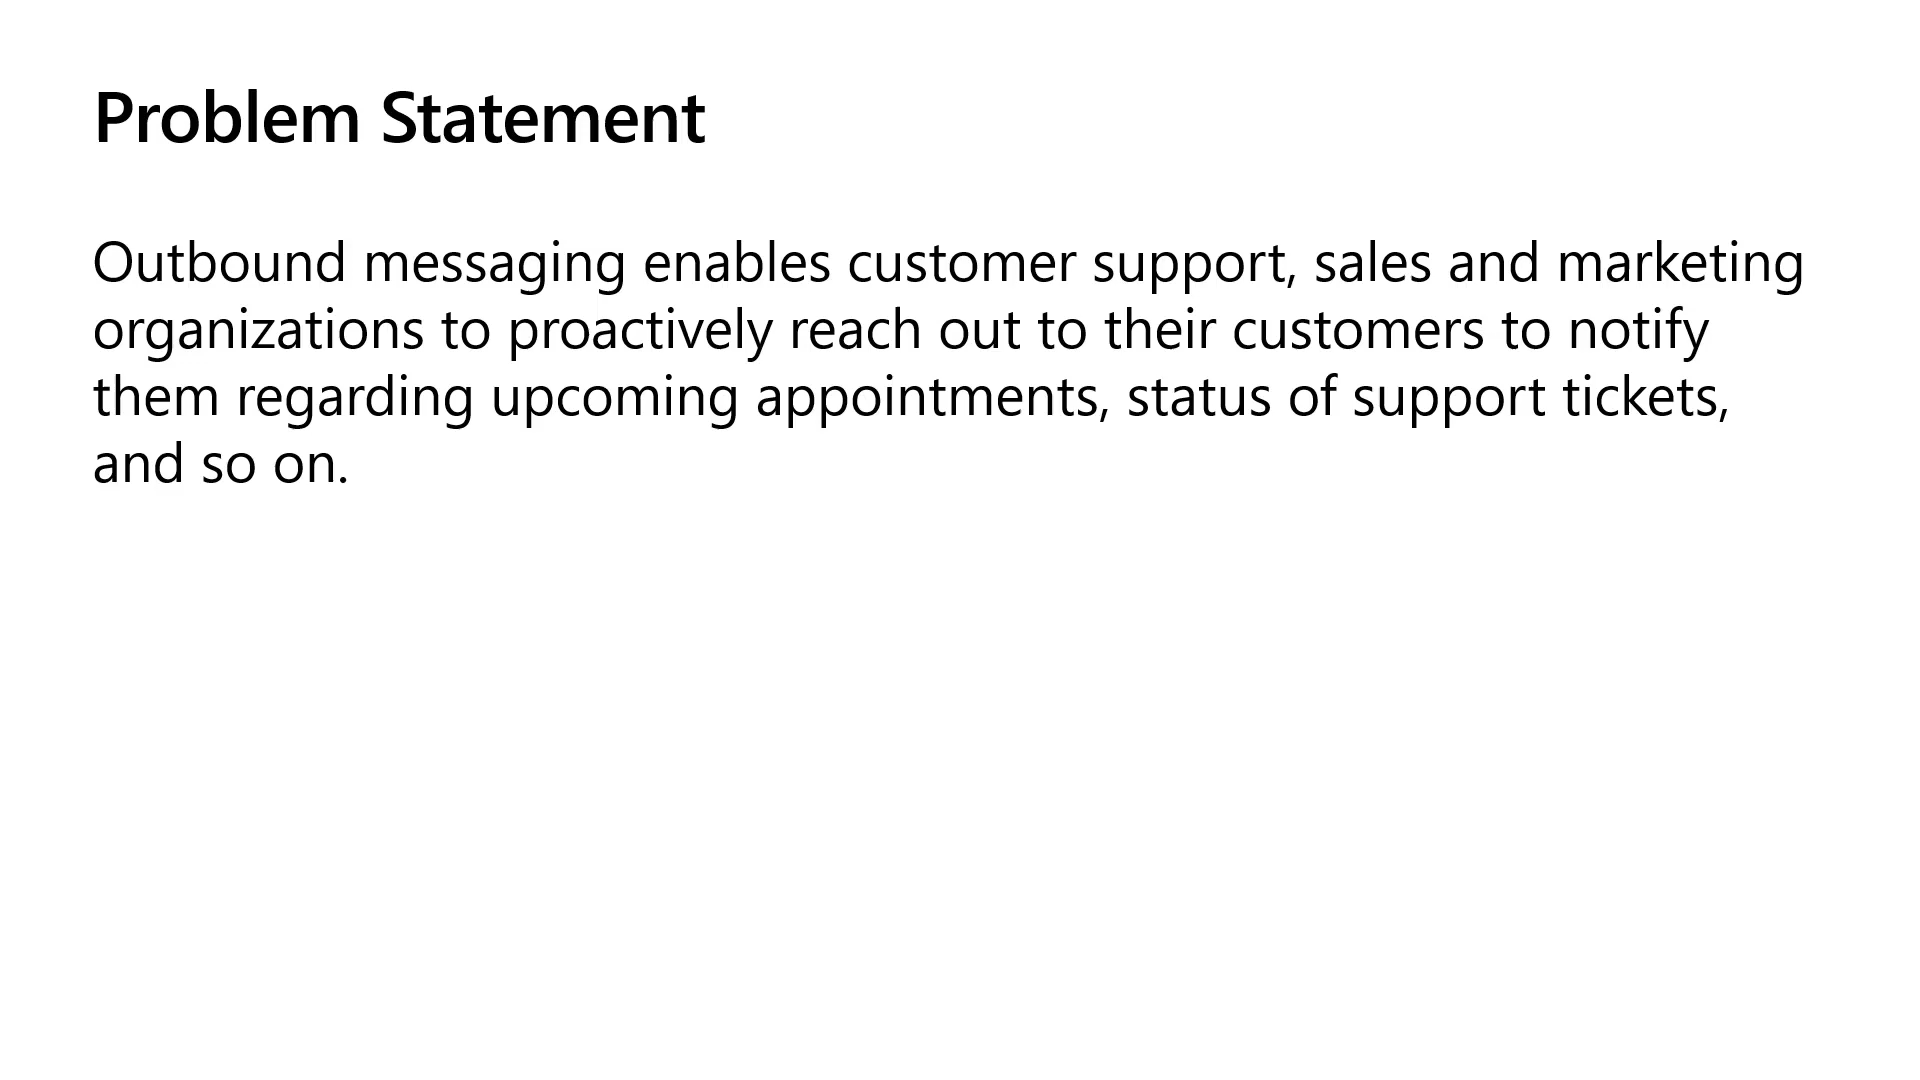 Problem Statement
Outbound messaging enables customer support, sales and marketing
organizations to proactively reach out to their customers to notify
them regarding upcoming appointments, status of support tickets,
and so on.